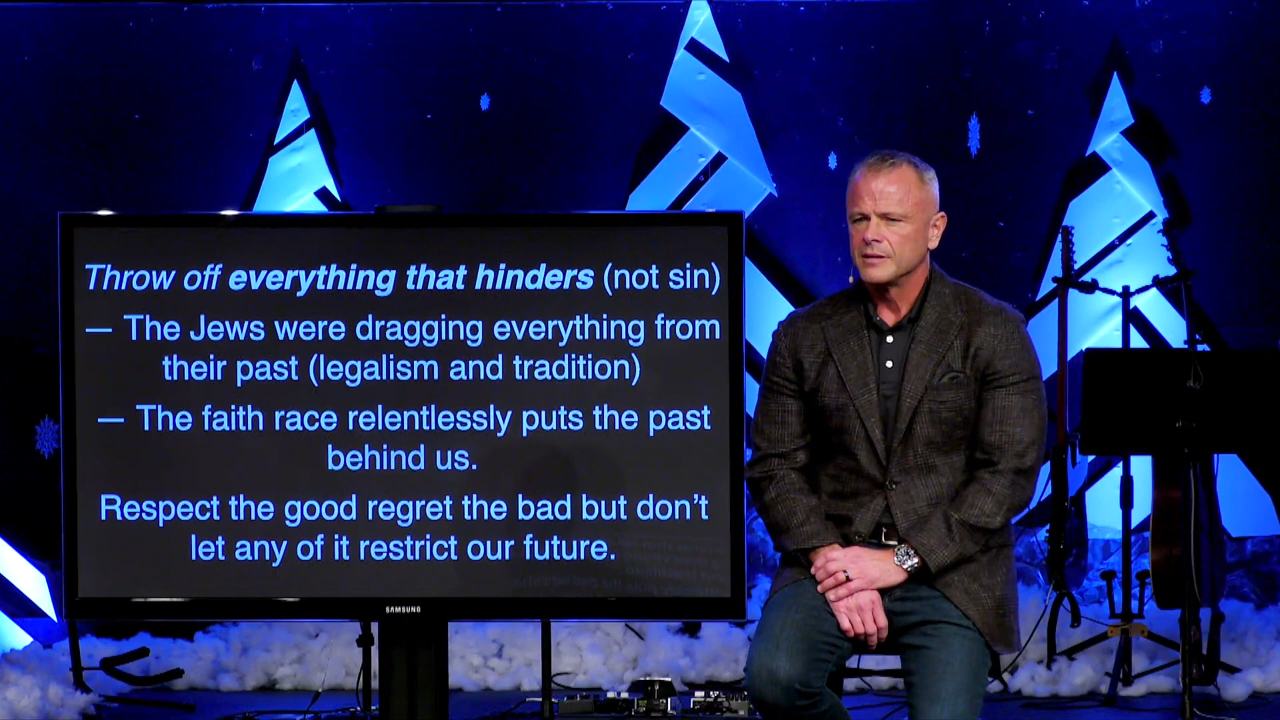 Throw off everything that hinders (not sin)
— The Jews were dragging everything from
their past (legalism and tradition)
— The faith race relentlessly puts the past
behind us.
Respect the good regret the bad but don’t
let any of it restrict our future.
SAMSUNG